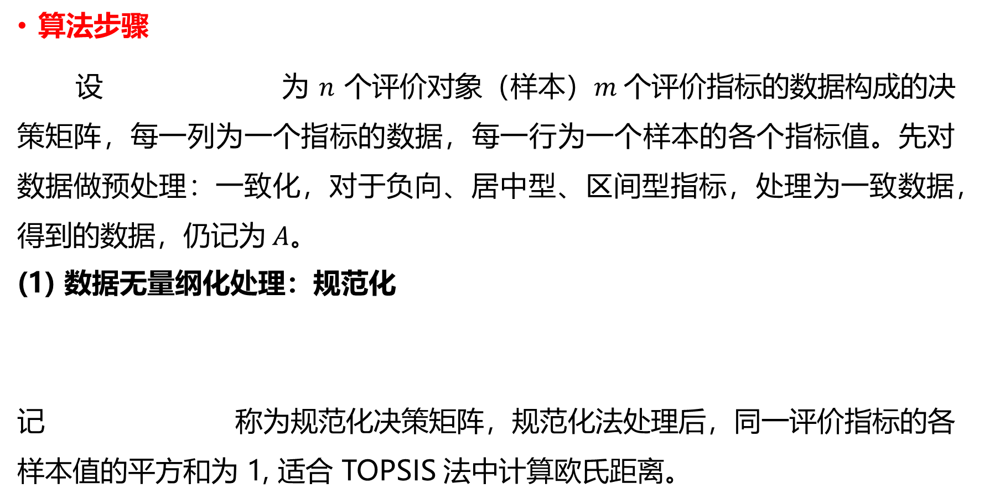 • 算法步骤
设 为 n 个评价对象（样本）m 个评价指标的数据构成的决
策矩阵，每一列为一个指标的数据，每一行为一个样本的各个指标值。先对
数据做预处理：一致化，对于负向、居中型、区间型指标，处理为一致数据，
得到的数据，仍记为 A。
(1) 数据无量纲化处理：规范化
记 称为规范化决策矩阵，规范化法处理后，同一评价指标的各
样本值的平方和为 1, 适合 TOPSIS 法中计算欧氏距离。